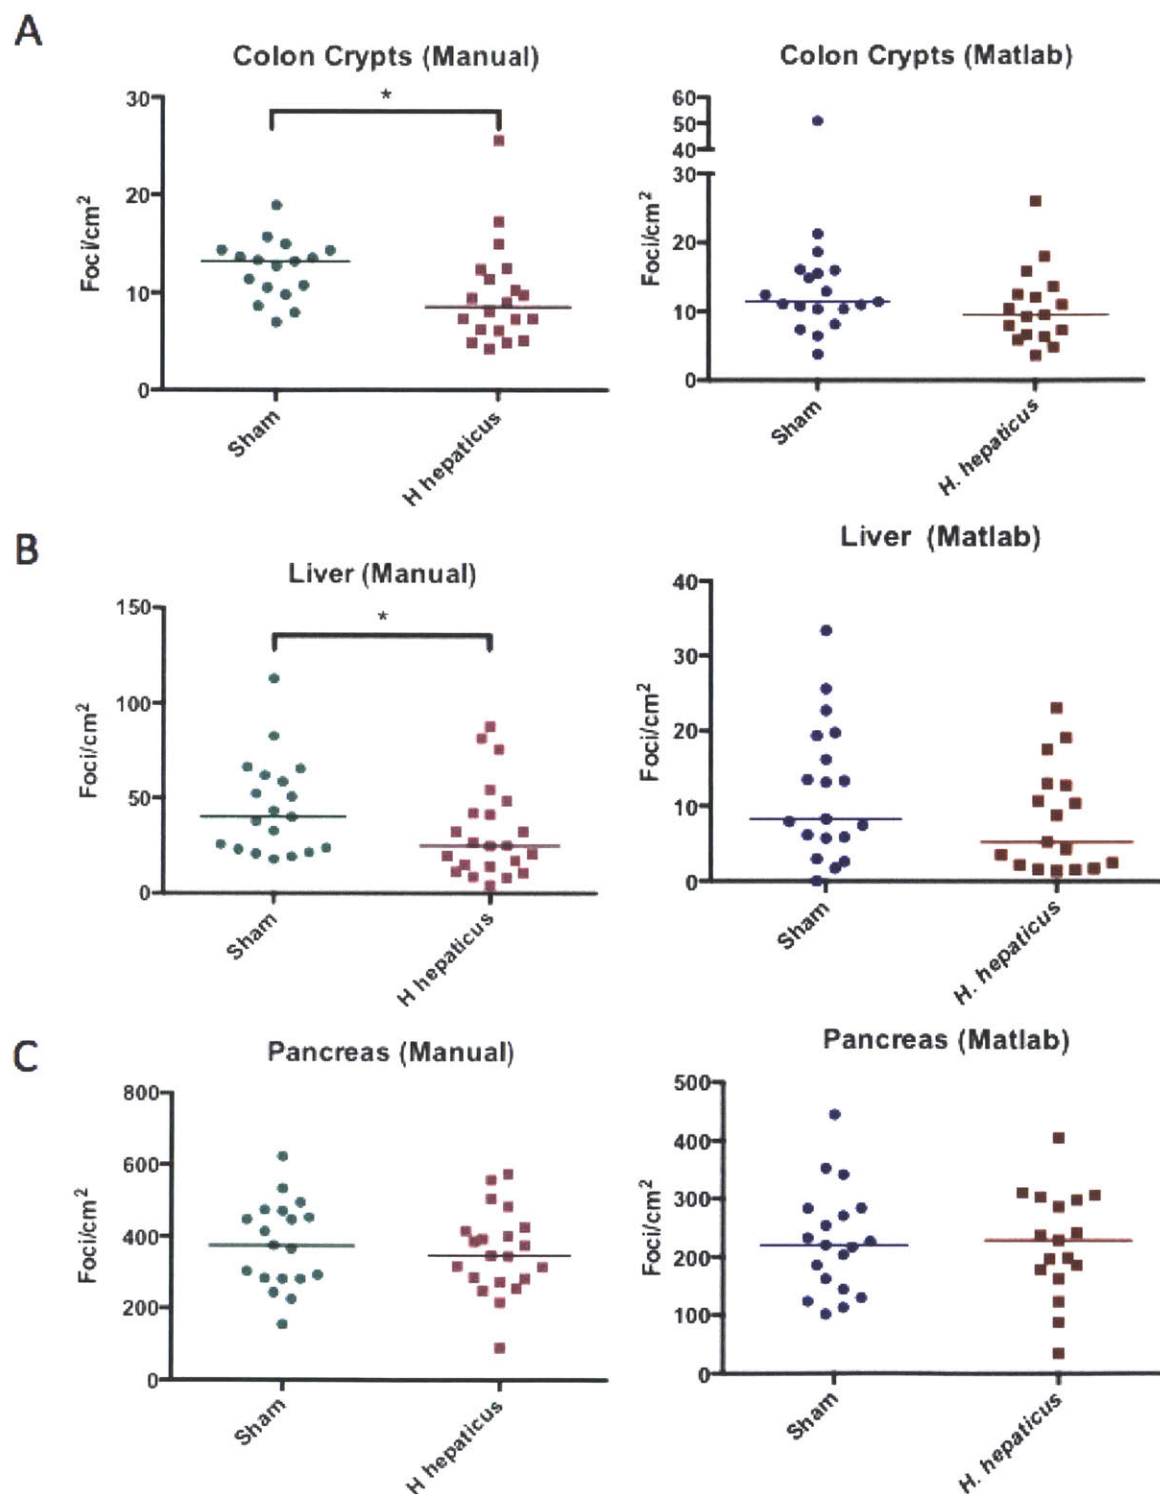 A
Colon Crypts (Manual)
Colon Crypts (Matlab)
*
30
20
10
0
Foci/cm²
Sham
H hepaticus
60
50
40
30
20
10
0
Foci/cm²
Sham
H. hepaticus
B
Liver (Manual)
Liver (Matlab)
*
150
100
50
0
Foci/cm²
Sham
H hepaticus
40
30
20
10
0
Foci/cm²
Sham
H. hepaticus
C
Pancreas (Manual)
Pancreas (Matlab)
800
600
400
200
0
Foci/cm²
Sham
H hepaticus
500
400
300
200
100
0
Foci/cm²
Sham
H. hepaticus